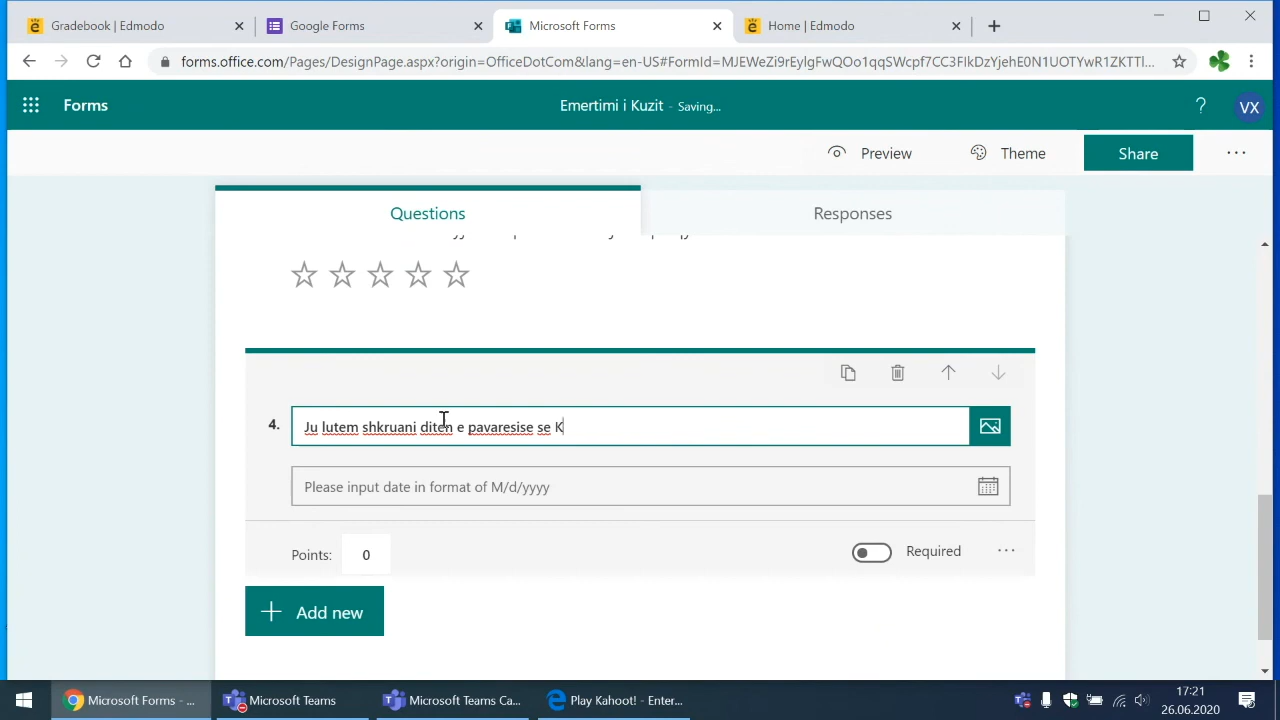 Gradebook | Edmodo
Google Forms
Microsoft Forms
Home | Edmodo
forms.office.com/Pages/DesignPage.aspx?origin=OfficeDotCom&lang=en-US#FormId=MJEWeZi9rEylgFwQOo1qqSWcpf7CC3FIkDzYjehE0N1UOTYwR1ZKTTl...
Forms
Emertimi i Kuzit - Saving...
?
VX
Preview
Theme
Share
Questions
Responses
4.
Ju lutem shkruani diten e pavaresise se K
Please input date in format of M/d/yyyy
Points:
0
Required
Add new
Microsoft Forms - ...
Microsoft Teams
Microsoft Teams Ca...
Play Kahoot! - Enter...
17:21
26.06.2020